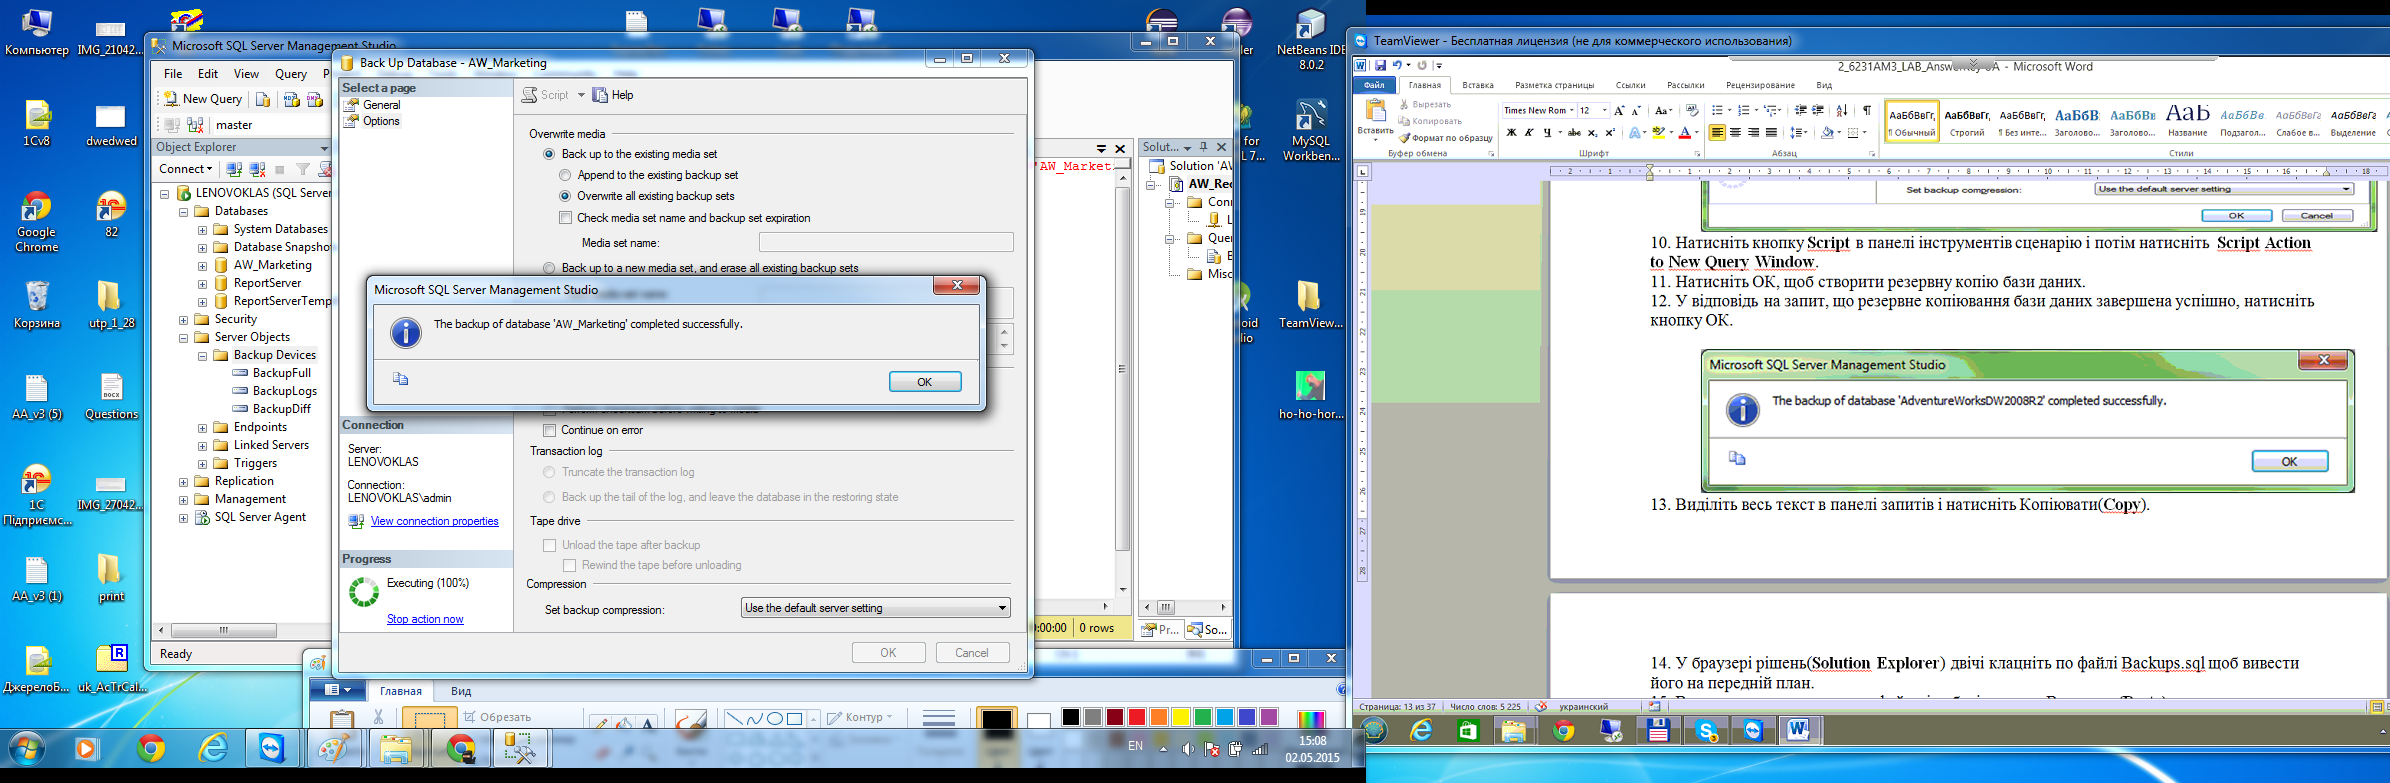 Компьютер
IMG_21042...
1Cv8
dwedwed
Google Chrome
82
Корзина
utp_1_28
AA_v3 (5)
Questions
1С Підприємс...
IMG_27042...
AA_v3 (1)
print
ДжерелоБ...
uk_AcTrCal...
Microsoft SQL Server Management Studio
File Edit View Query
New Query
master
Object Explorer
Connect
LENOVOKLAS (SQL Server
Databases
System Databases
Database Snapsho
AW_Marketing
ReportServer
ReportServerTemp
Security
Server Objects
Backup Devices
BackupFull
BackupLogs
BackupDiff
Endpoints
Linked Servers
Triggers
Replication
Management
SQL Server Agent
Ready
Back Up Database - AW_Marketing
Select a page
General
Options
Script Help
Overwrite media
Back up to the existing media set
Append to the existing backup set
Overwrite all existing backup sets
Check media set name and backup set expiration
Media set name:
Back up to a new media set, and erase all existing backup sets
Microsoft SQL Server Management Studio
The backup of database 'AW_Marketing' completed successfully.
OK
Connection
Server:
LENOVOKLAS
Connection:
LENOVOKLAS\admin
View connection properties
Progress
Executing (100%)
Stop action now
Continue on error
Transaction log
Truncate the transaction log
Back up the tail of the log, and leave the database in the restoring state
Tape drive
Unload the tape after backup
Rewind the tape before unloading
Compression
Set backup compression: Use the default server setting
OK Cancel
'AW_Market:
:00:00 0 rows
Solut...
Solution 'AW
AW_Rec
Conn
L
Quer
B
Misc
Pr... So...
NetBeans IDE 8.0.2
MySQL Workben...
TeamView...
ho-ho-hor...
Главная Вид
Обрезать
Контур
EN
15:08
02.05.2015
TeamViewer - Бесплатная лицензия (не для коммерческого использования)
Microsoft Word
Файл Главная Вставка Разметка страницы Ссылки Рассылки Рецензирование Вид
Вставить
Вырезать
Копировать
Формат по образцу
Буфер обмена
Times New Rom 12
Шрифт
Абзац
¶ Обычный Строгий ¶ Без инте... Заголово... Заголово... Название Подзагол... Слабое в... Выделение
Стили
Set backup compression: Use the default server setting
OK Cancel
10. Натисніть кнопку Script в панелі інструментів сценарію і потім натисніть Script Action
to New Query Window.
11. Натисніть ОК, щоб створити резервну копію бази даних.
12. У відповідь на запит, що резервне копіювання бази даних завершена успішно, натисніть
кнопку ОК.
Microsoft SQL Server Management Studio
The backup of database 'AdventureWorksDW2008R2' completed successfully.
OK
13. Виділіть весь текст в панелі запитів і натисніть Копіювати(Copy).
14. У браузері рішень(Solution Explorer) двічі клацніть по файлі Backups.sql щоб вивести
його на передній план.
Страница: 13 из 37 Число слов: 5 225 украинский